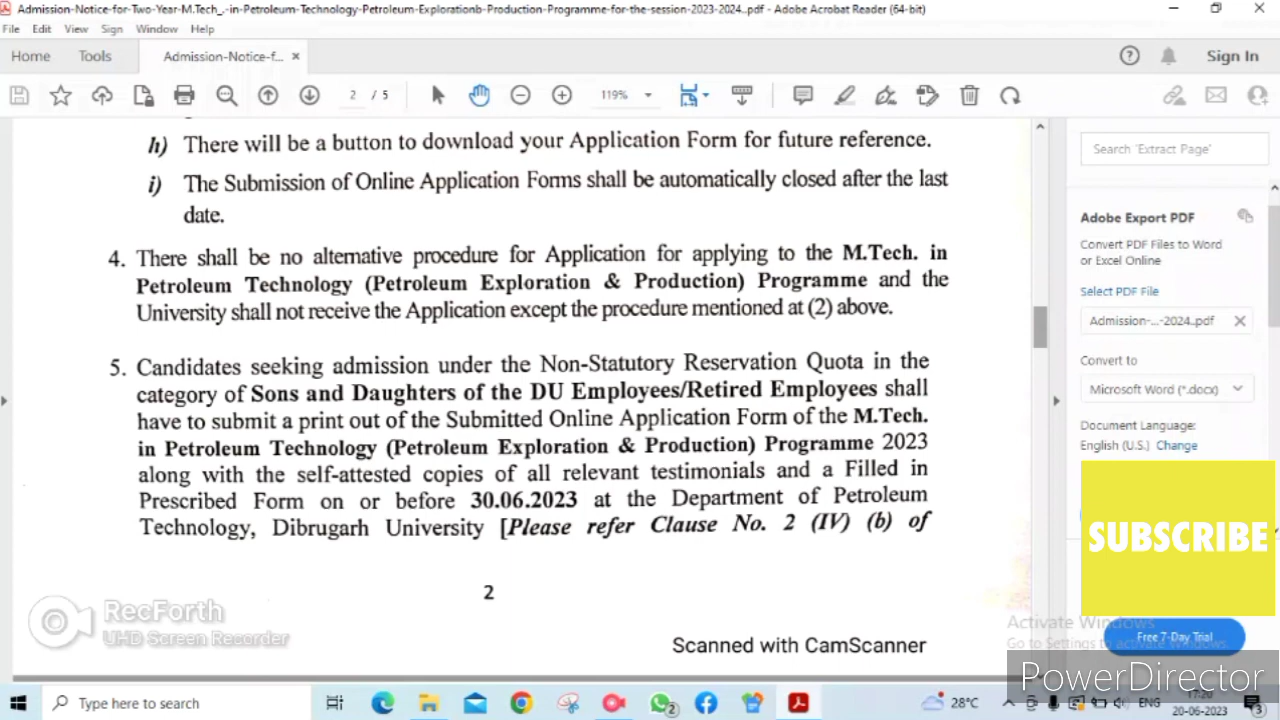 Admission-Notice-for-Two-Year-M.Tech_.-in-Petroleum-Technology-Petroleum-Explorationb-Production-Programme-for-the-session-2023-2024..pdf - Adobe Acrobat Reader (64-bit)
File Edit View Sign Window Help
Home Tools Admission-Notice-f... × Sign In
2 / 5 119%
h) There will be a button to download your Application Form for future reference.
i) The Submission of Online Application Forms shall be automatically closed after the last
date.
4. There shall be no alternative procedure for Application for applying to the M.Tech. in
Petroleum Technology (Petroleum Exploration & Production) Programme and the
University shall not receive the Application except the procedure mentioned at (2) above.
5. Candidates seeking admission under the Non-Statutory Reservation Quota in the
category of Sons and Daughters of the DU Employees/Retired Employees shall
have to submit a print out of the Submitted Online Application Form of the M.Tech.
in Petroleum Technology (Petroleum Exploration & Production) Programme 2023
along with the self-attested copies of all relevant testimonials and a Filled in
Prescribed Form on or before 30.06.2023 at the Department of Petroleum
Technology, Dibrugarh University [Please refer Clause No. 2 (IV) (b) of
2
Scanned with CamScanner
Search 'Extract Page'
Adobe Export PDF
Convert PDF Files to Word
or Excel Online
Select PDF File
Admission-...-2024..pdf
Convert to
Microsoft Word (*.docx)
Document Language:
English (U.S.) Change
SUBSCRIBE
Free 7-Day Trial
Activate Windows
Go to Settings to activate Windows.
RecForth
UHD Screen Recorder
PowerDirector
Type here to search
2
28°C
ENG
17:20
20-06-2023
3